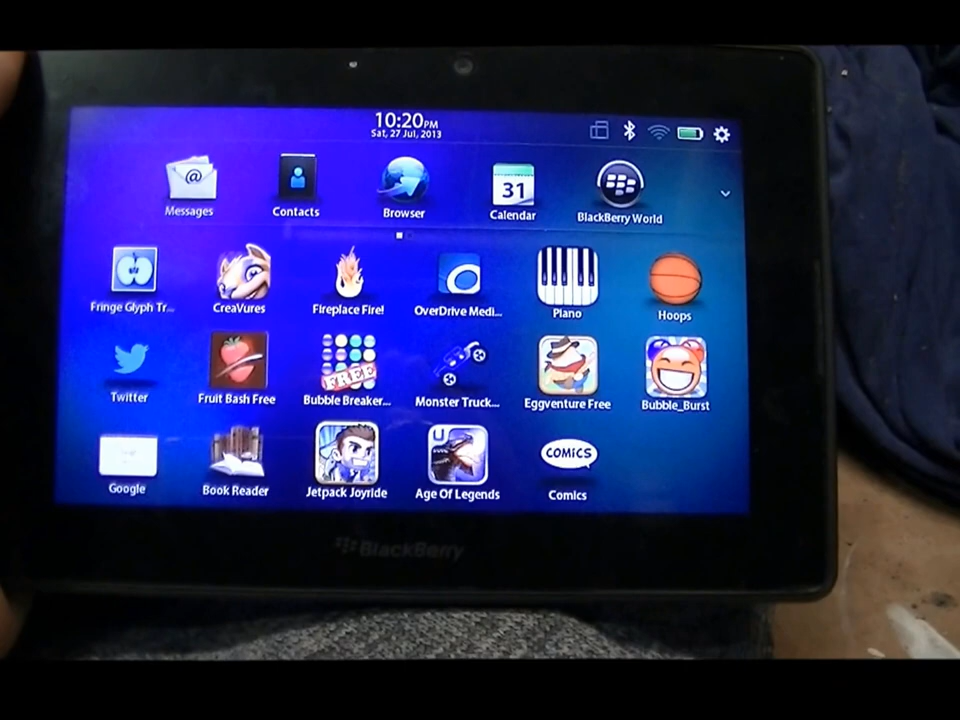 10:20PM
Sat, 27 Jul, 2013
@
31
Messages Contacts Browser Calendar BlackBerry World
Fringe Glyph Tr... CreaVures Fireplace Fire! OverDrive Medi... Piano Hoops
FREE
Twitter Fruit Bash Free Bubble Breaker... Monster Truck... Eggventure Free Bubble_Burst
U
COMICS
Google Book Reader Jetpack Joyride Age Of Legends Comics
BlackBerry